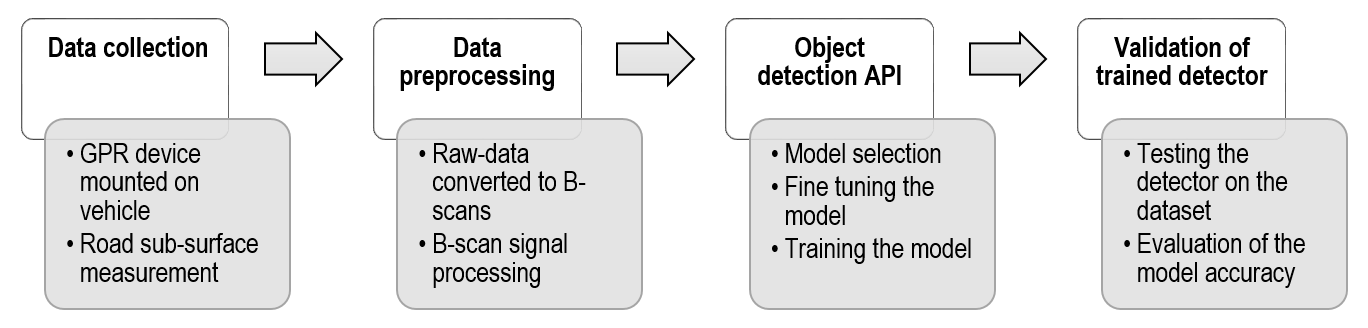 Data collection
• GPR device
mounted on
vehicle
• Road sub-surface
measurement
Data
preprocessing
• Raw-data
converted to B-
scans
• B-scan signal
processing
Object
detection API
• Model selection
• Fine tuning the
model
• Training the model
Validation of
trained detector
• Testing the
detector on the
dataset
• Evaluation of the
model accuracy